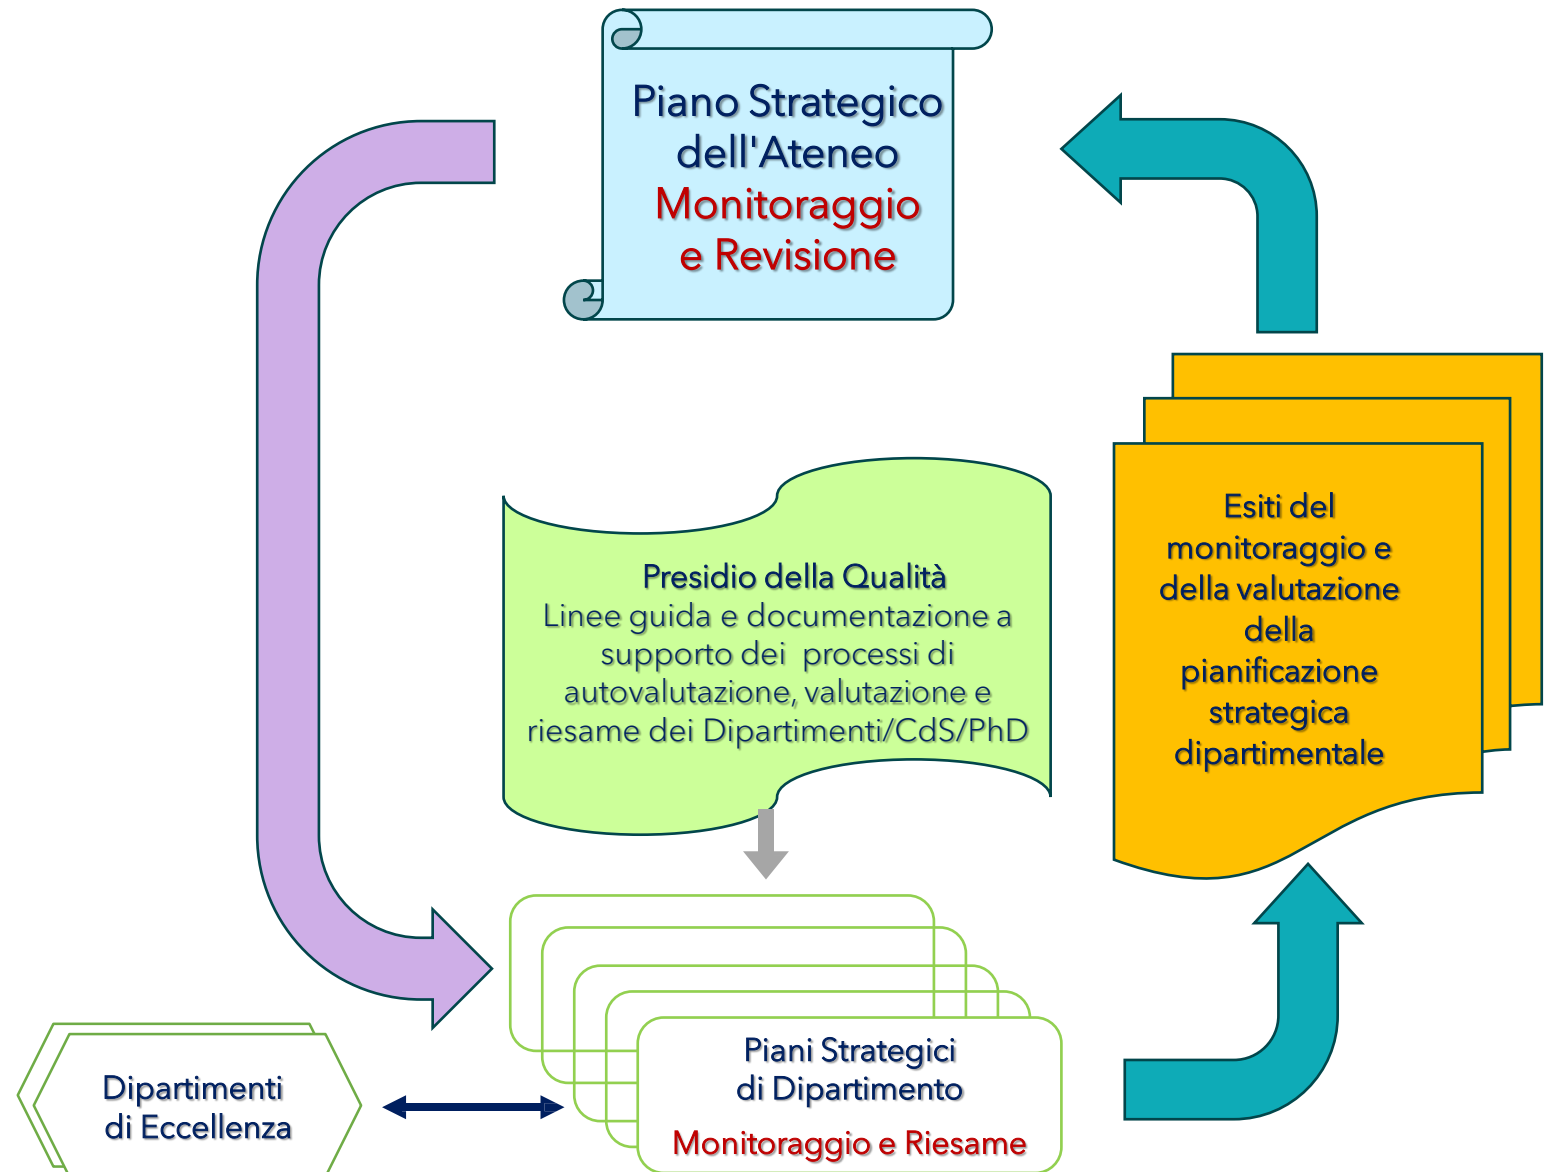 Piano Strategico
dell'Ateneo
Monitoraggio
e Revisione
Presidio della Qualità
Linee guida e documentazione a
supporto dei processi di
autovalutazione, valutazione e
riesame dei Dipartimenti/CdS/PhD
Esiti del
monitoraggio e
della valutazione
della
pianificazione
strategica
dipartimentale
Dipartimenti
di Eccellenza
Piani Strategici
di Dipartimento
Monitoraggio e Riesame